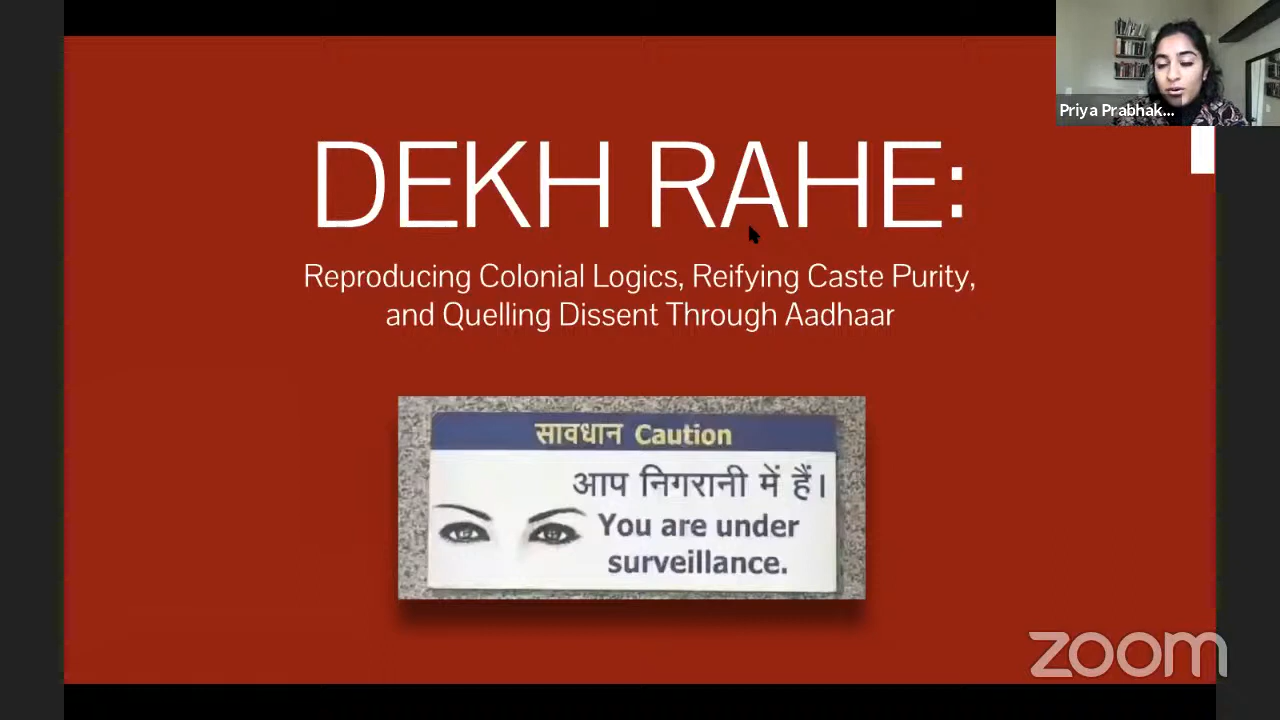 Priya Prabhak...
DEKH RAHE:
Reproducing Colonial Logics, Reifying Caste Purity,
and Quelling Dissent Through Aadhaar
सावधान Caution
आप निगरानी में हैं।
You are under
surveillance.
zoom